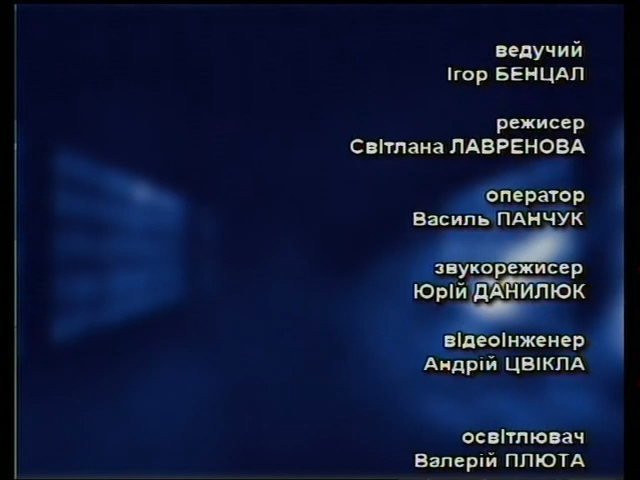 ведучий
Ігор БЕНЦАЛ
режисер
Світлана ЛАВРЕНОВА
оператор
Василь ПАНЧУК
звукорежисер
Юрій ДАНИЛЮК
відеоінженер
Андрій ЦВІКЛА
освітлювач
Валерій ПЛЮТА